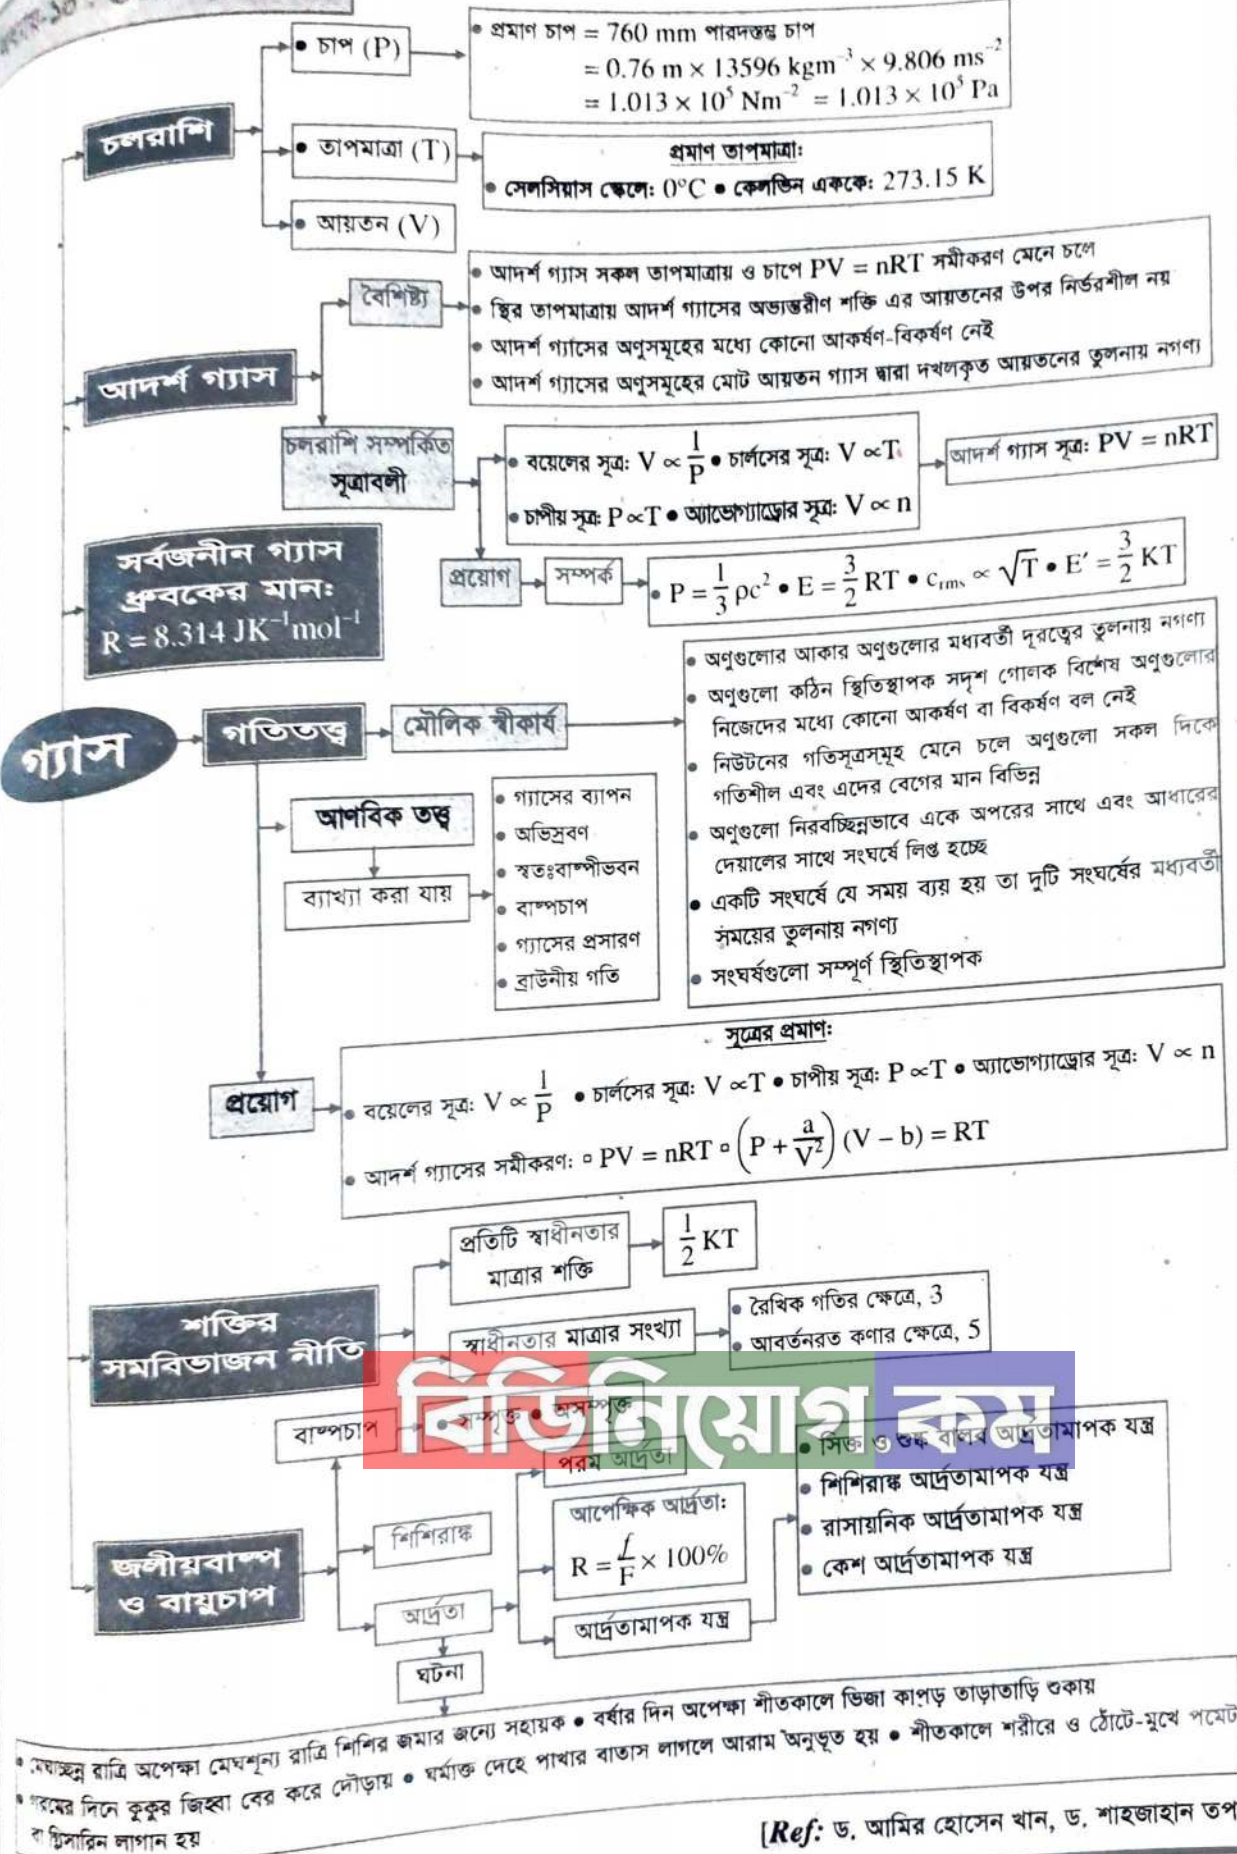 • চাপ (P)
• প্রমাণ চাপ = 760 mm পারদস্তম্ভ চাপ
= 0.76 m × 13596 kgm⁻³ × 9.806 ms⁻²
= 1.013 × 10⁵ Nm⁻² = 1.013 × 10⁵ Pa
চলরাশি
• তাপমাত্রা (T)
প্রমাণ তাপমাত্রা:
• সেলসিয়াস স্কেলে: 0°C • কেলভিন এককে: 273.15 K
• আয়তন (V)
বৈশিষ্ট্য
• আদর্শ গ্যাস সকল তাপমাত্রায় ও চাপে PV = nRT সমীকরণ মেনে চলে
• স্থির তাপমাত্রায় আদর্শ গ্যাসের অভ্যন্তরীণ শক্তি এর আয়তনের উপর নির্ভরশীল নয়
• আদর্শ গ্যাসের অণুসমূহের মধ্যে কোনো আকর্ষণ-বিকর্ষণ নেই
• আদর্শ গ্যাসের অণুসমূহের মোট আয়তন গ্যাস দ্বারা দখলকৃত আয়তনের তুলনায় নগণ্য
আদর্শ গ্যাস
চলরাশি সম্পর্কিত
সূত্রাবলী
• বয়েলের সূত্র: V ∝ 1/P • চার্লসের সূত্র: V ∝T
• চাপীয় সূত্র: P ∝T • অ্যাভোগ্যাড্রোর সূত্র: V ∝ n
আদর্শ গ্যাস সূত্র: PV = nRT
সর্বজনীন গ্যাস
ধ্রুবকের মান:
R = 8.314 JK⁻¹mol⁻¹
প্রয়োগ
সম্পর্ক
• P = 1/3 ρc² • E = 3/2 RT • c_rms ∝ √T • E′ = 3/2 KT
গ্যাস
গতিতত্ত্ব
মৌলিক স্বীকার্য
• অণুগুলোর আকার অণুগুলোর মধ্যবর্তী দূরত্বের তুলনায় নগণ্য
• অণুগুলো কঠিন স্থিতিস্থাপক সদৃশ গোলক বিশেষ অণুগুলোর
নিজেদের মধ্যে কোনো আকর্ষণ বা বিকর্ষণ বল নেই
• নিউটনের গতিসূত্রসমূহ মেনে চলে অণুগুলো সকল দিকে
গতিশীল এবং এদের বেগের মান বিভিন্ন
• অণুগুলো নিরবচ্ছিন্নভাবে একে অপরের সাথে এবং আধারের
দেয়ালের সাথে সংঘর্ষে লিপ্ত হচ্ছে
• একটি সংঘর্ষে যে সময় ব্যয় হয় তা দুটি সংঘর্ষের মধ্যবর্তী
সময়ের তুলনায় নগণ্য
• সংঘর্ষগুলো সম্পূর্ণ স্থিতিস্থাপক
আণবিক তত্ত্ব
ব্যাখ্যা করা যায়
• গ্যাসের ব্যাপন
• অভিস্রবণ
• স্বতঃবাষ্পীভবন
• বাষ্পচাপ
• গ্যাসের প্রসারণ
• ব্রাউনীয় গতি
প্রয়োগ
সূত্রের প্রমাণ:
• বয়েলের সূত্র: V ∝ 1/P • চার্লসের সূত্র: V ∝T • চাপীয় সূত্র: P ∝T • অ্যাভোগ্যাড্রোর সূত্র: V ∝ n
• আদর্শ গ্যাসের সমীকরণ: ▫ PV = nRT ▫ (P + a/V²) (V – b) = RT
শক্তির
সমবিভাজন নীতি
প্রতিটি স্বাধীনতার
মাত্রার শক্তি
1/2 KT
স্বাধীনতার মাত্রার সংখ্যা
• রৈখিক গতির ক্ষেত্রে, 3
• আবর্তনরত কণার ক্ষেত্রে, 5
বিডিনিয়োগ.কম
বাষ্পচাপ
• সম্পৃক্ত • অসম্পৃক্ত
পরম আর্দ্রতা
শিশিরাঙ্ক
আপেক্ষিক আর্দ্রতা:
R = f/F × 100%
• সিক্ত ও শুষ্ক বালব আর্দ্রতামাপক যন্ত্র
• শিশিরাঙ্ক আর্দ্রতামাপক যন্ত্র
• রাসায়নিক আর্দ্রতামাপক যন্ত্র
• কেশ আর্দ্রতামাপক যন্ত্র
জলীয়বাষ্প
ও বায়ুচাপ
আর্দ্রতা
আর্দ্রতামাপক যন্ত্র
ঘটনা
• মেঘাচ্ছন্ন রাত্রি অপেক্ষা মেঘশূন্য রাত্রি শিশির জমার জন্যে সহায়ক • বর্ষার দিন অপেক্ষা শীতকালে ভিজা কাপড় তাড়াতাড়ি শুকায়
• গরমের দিনে কুকুর জিহ্বা বের করে দৌড়ায় • ঘর্মাক্ত দেহে পাখার বাতাস লাগলে আরাম অনুভূত হয় • শীতকালে শরীরে ও ঠোঁটে-মুখে পমেট
বা গ্লিসারিন লাগান হয়
[Ref: ড. আমির হোসেন খান, ড. শাহজাহান তপ